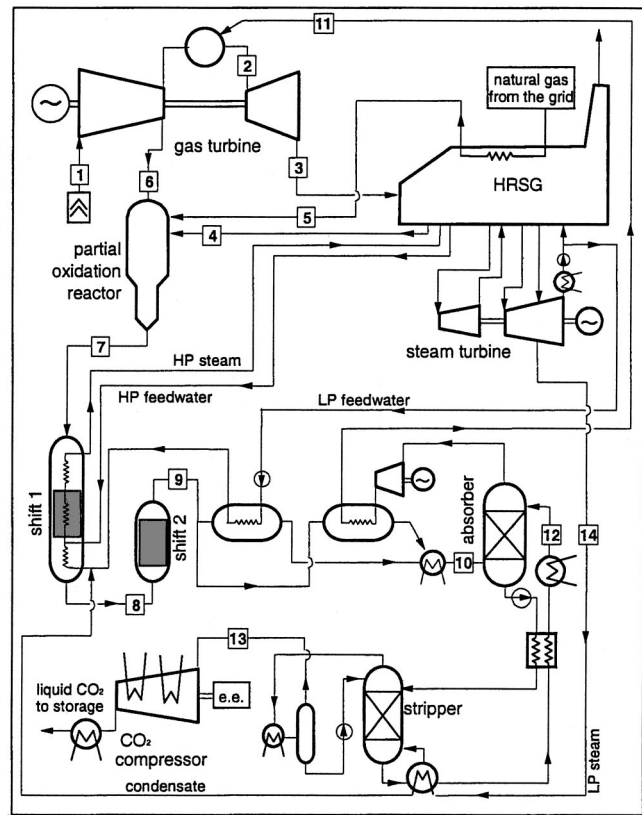 11
2
natural gas
from the grid
gas turbine
1
6
3
HRSG
5
4
partial
oxidation
reactor
7
HP steam
steam turbine
HP feedwater
LP feedwater
9
shift 1
shift 2
absorber
10
12
14
8
13
liquid CO₂
to storage
e.e.
stripper
CO₂
compressor
LP steam
condensate